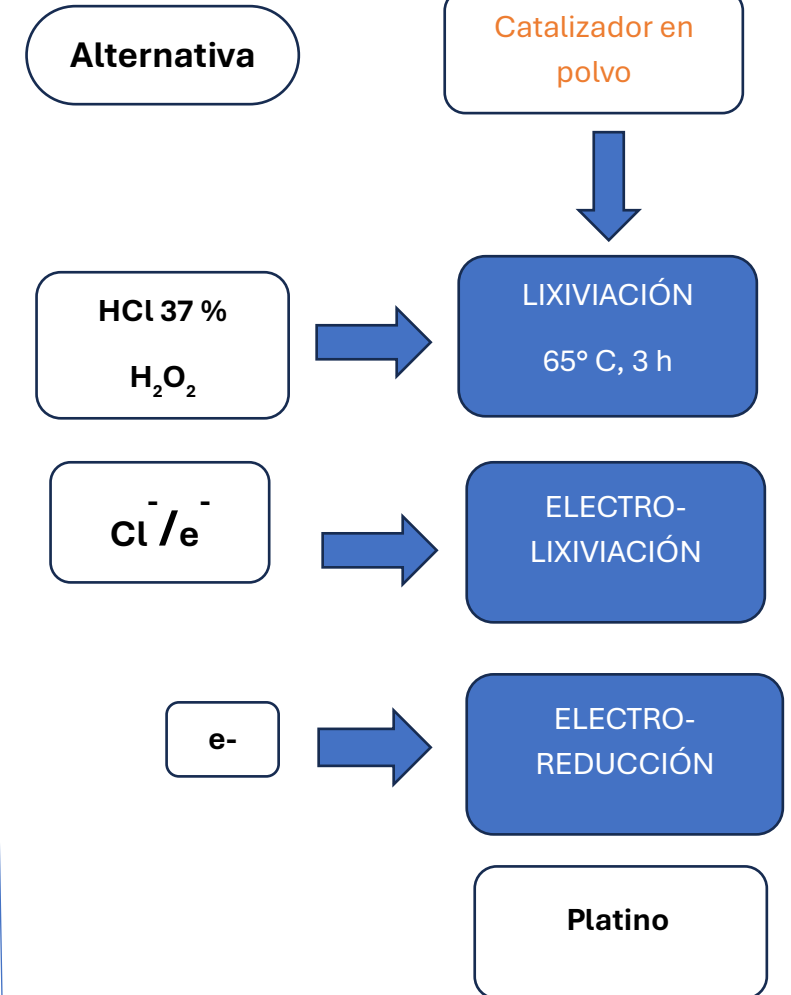 Alternativa
Catalizador en
polvo
HCl 37 %
H₂O₂
LIXIVIACIÓN
65° C, 3 h
Cl⁻/e⁻
ELECTRO-
LIXIVIACIÓN
e-
ELECTRO-
REDUCCIÓN
Platino